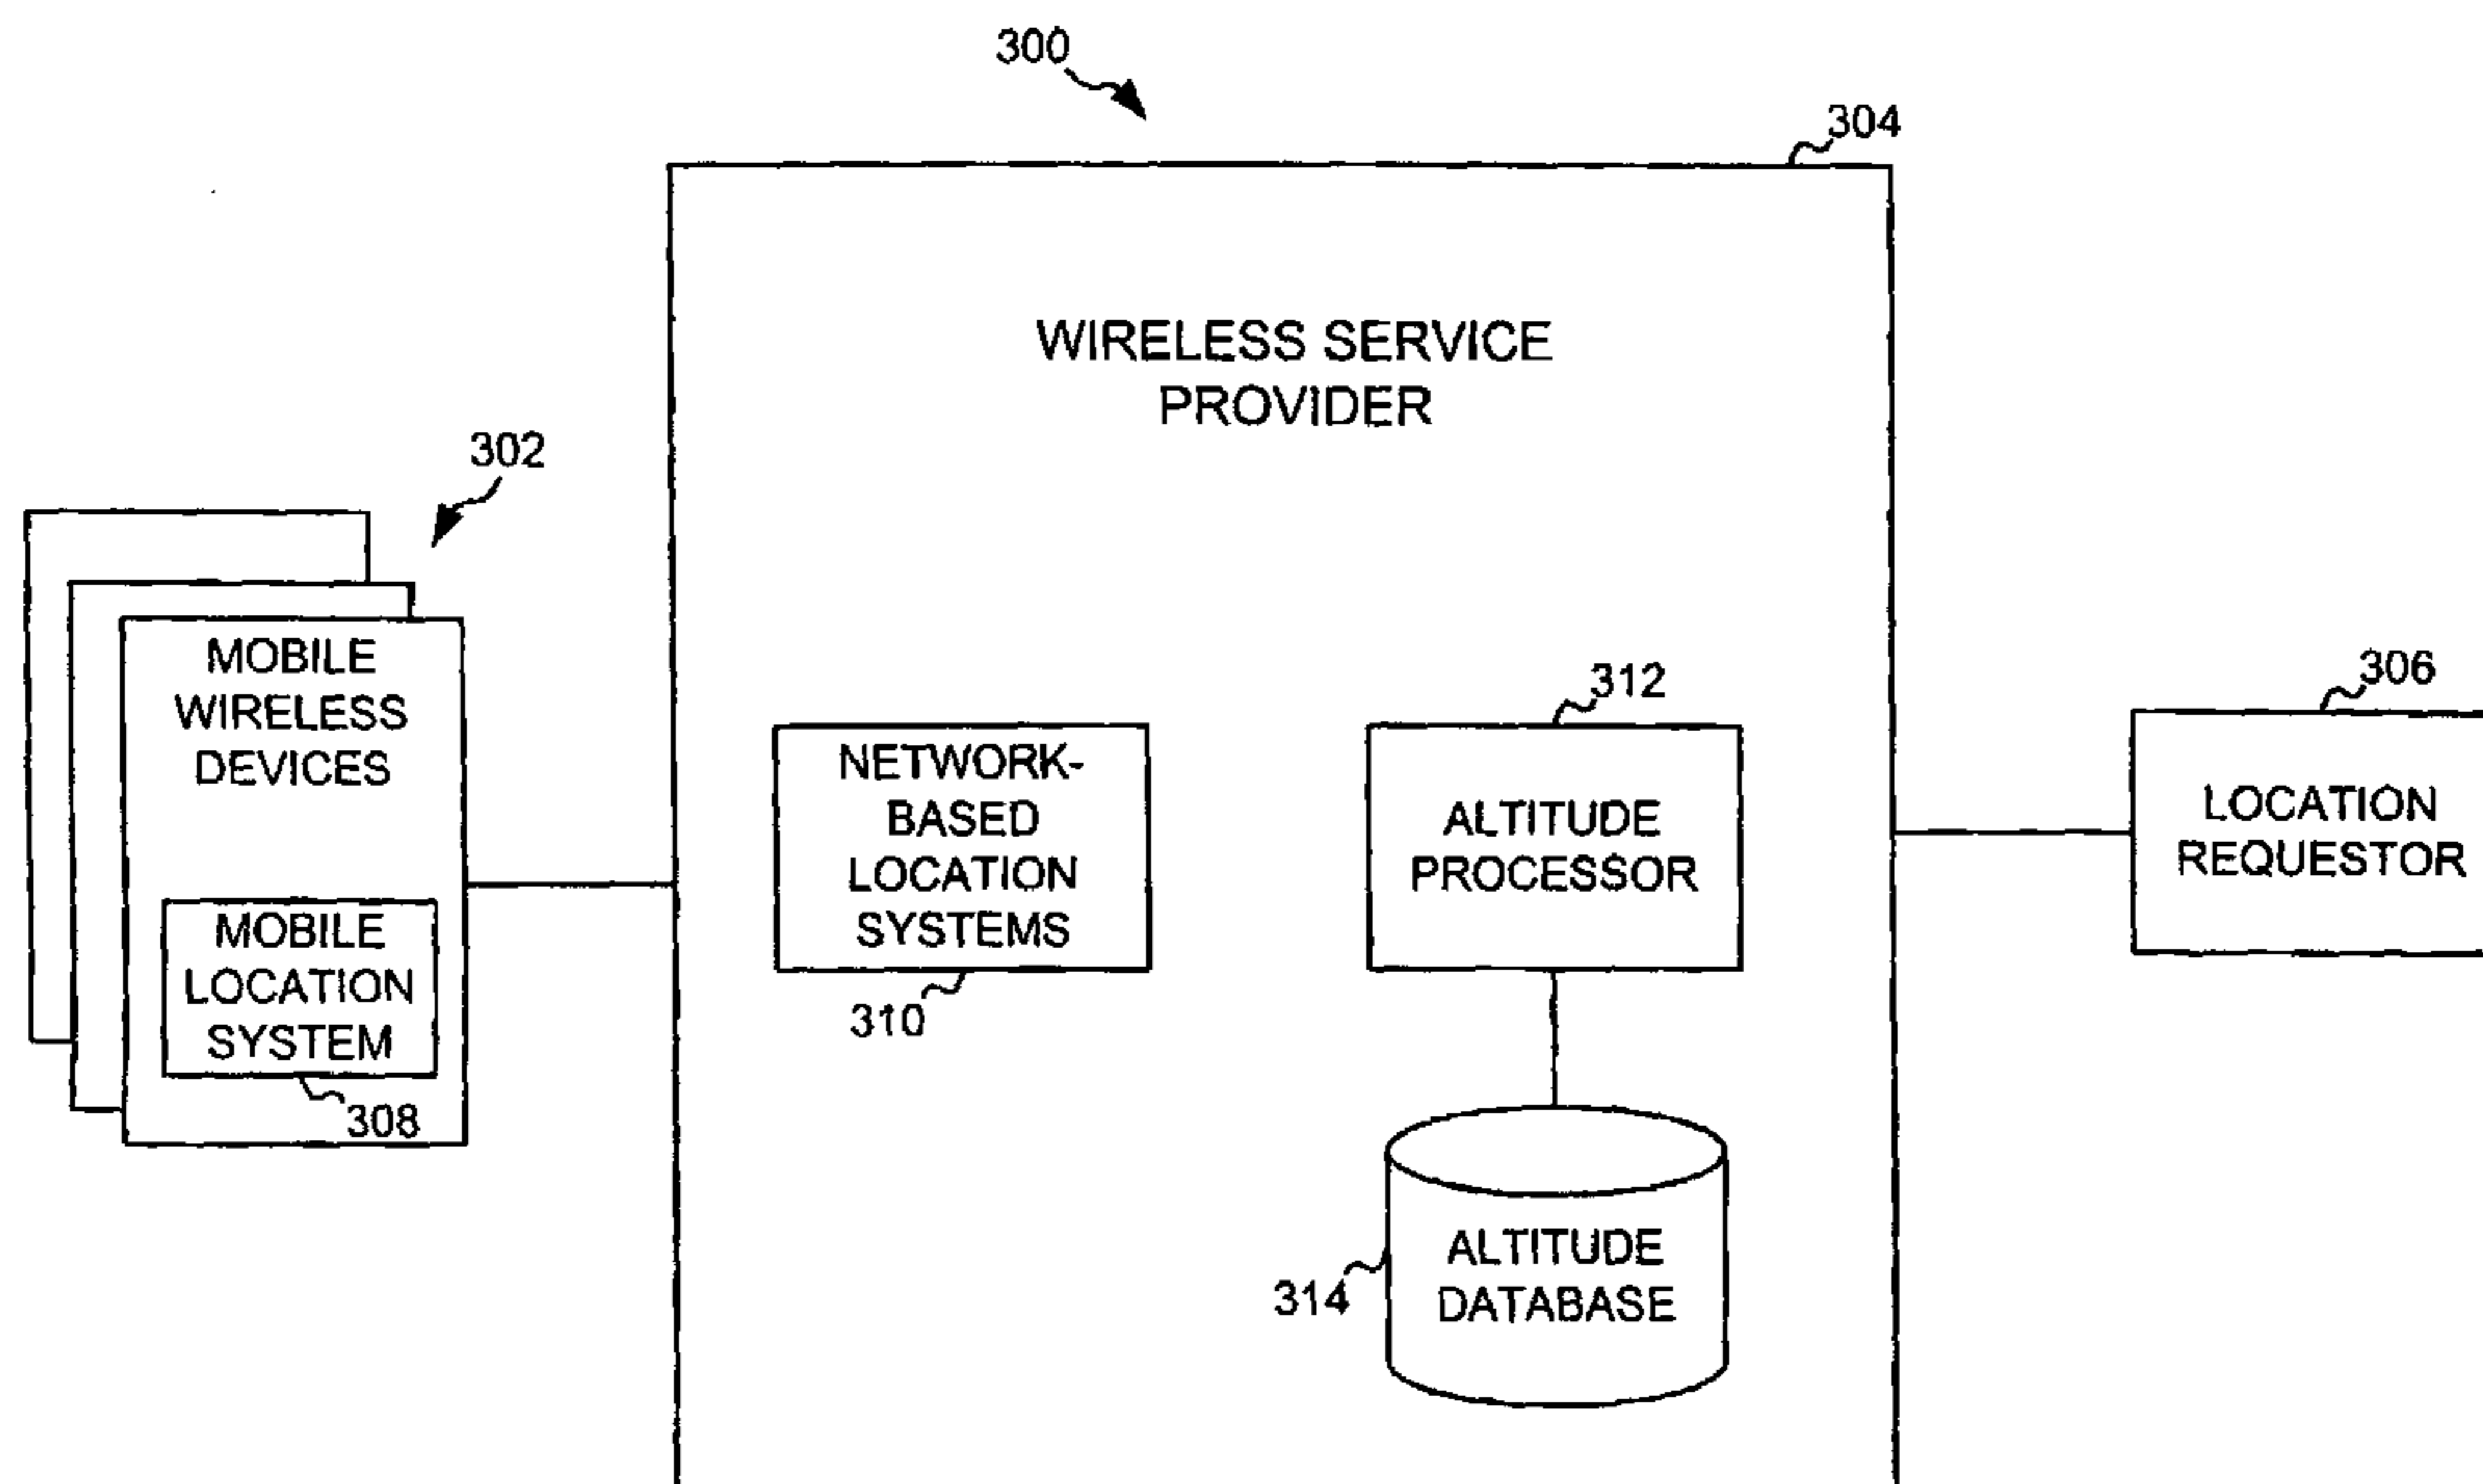 300
304
WIRELESS SERVICE
PROVIDER
302
MOBILE
WIRELESS
DEVICES
MOBILE
LOCATION
SYSTEM
308
NETWORK-
BASED
LOCATION
SYSTEMS
310
312
ALTITUDE
PROCESSOR
314
ALTITUDE
DATABASE
306
LOCATION
REQUESTOR